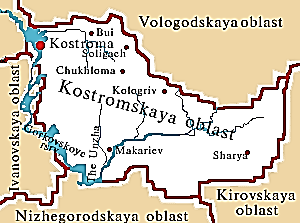 Vologodskaya oblast
Bui
Kostroma
Soligach
Chukhloma
Kologriv
Kostromskaya oblast
Ivanovskaya oblast
Gorkovskoye
rsr
The Unzha
Makariev
Sharya
Kirovskaya
oblast
Nizhegorodskaya oblast